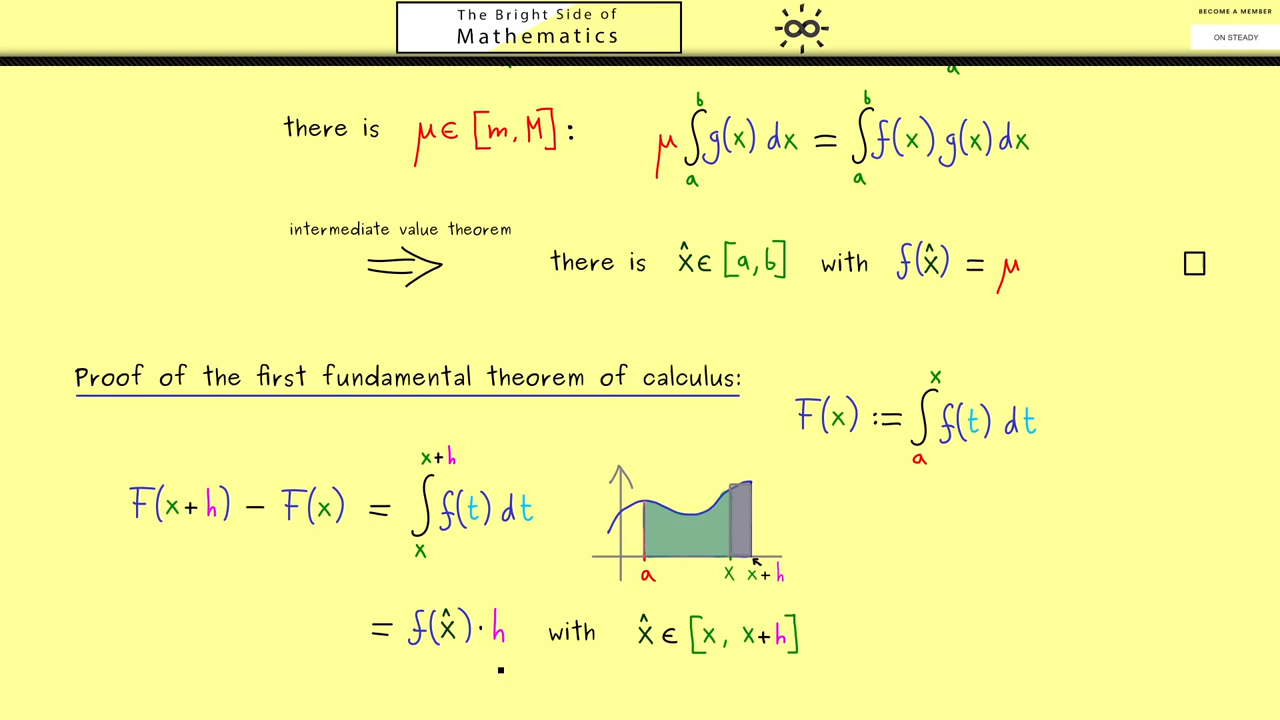 The Bright Side of
Mathematics
BECOME A MEMBER
ON STEADY
a
there is μ ∈ [m, M] : μ ∫_a^b g(x) dx = ∫_a^b f(x) g(x) dx
intermediate value theorem
⟹ there is x̂ ∈ [a, b] with f(x̂) = μ □
Proof of the first fundamental theorem of calculus:
F(x) := ∫_a^x f(t) dt
F(x+h) − F(x) = ∫_x^{x+h} f(t) dt
a x x+h
= f(x̂) · h with x̂ ∈ [x, x+h]